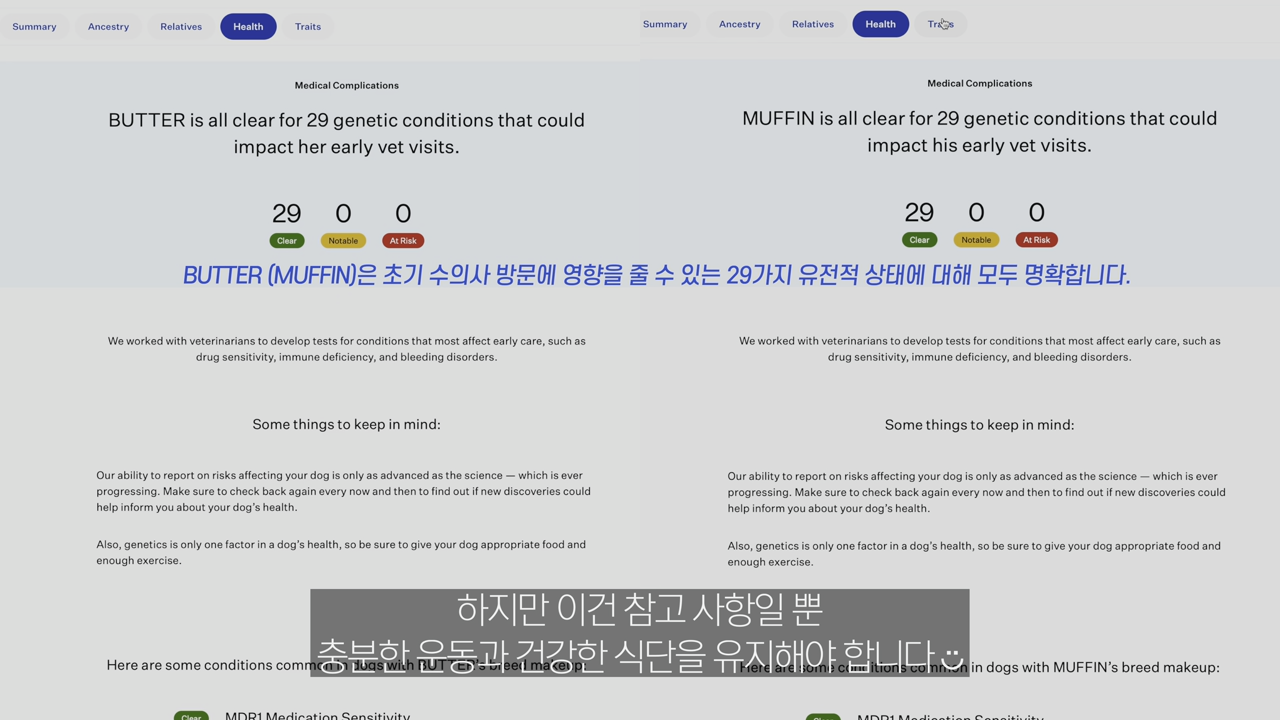 Summary
Ancestry
Relatives
Health
Traits
Medical Complications
BUTTER is all clear for 29 genetic conditions that could
impact her early vet visits.
29 0 0
Clear Notable At Risk
We worked with veterinarians to develop tests for conditions that most affect early care, such as
drug sensitivity, immune deficiency, and bleeding disorders.
Some things to keep in mind:
Our ability to report on risks affecting your dog is only as advanced as the science — which is ever
progressing. Make sure to check back again every now and then to find out if new discoveries could
help inform you about your dog's health.
Also, genetics is only one factor in a dog's health, so be sure to give your dog appropriate food and
enough exercise.
Here are some conditions common in dogs with BUTTER's breed makeup:
Clear MDR1 Medication Sensitivity
Summary
Ancestry
Relatives
Health
Traits
Medical Complications
MUFFIN is all clear for 29 genetic conditions that could
impact his early vet visits.
29 0 0
Clear Notable At Risk
We worked with veterinarians to develop tests for conditions that most affect early care, such as
drug sensitivity, immune deficiency, and bleeding disorders.
Some things to keep in mind:
Our ability to report on risks affecting your dog is only as advanced as the science — which is ever
progressing. Make sure to check back again every now and then to find out if new discoveries could
help inform you about your dog's health.
Also, genetics is only one factor in a dog's health, so be sure to give your dog appropriate food and
enough exercise.
Here are some conditions common in dogs with MUFFIN's breed makeup:
Clear MDR1 Medication Sensitivity
BUTTER (MUFFIN)은 초기 수의사 방문에 영향을 줄 수 있는 29가지 유전적 상태에 대해 모두 명확합니다.
하지만 이건 참고 사항일 뿐
충분한 운동과 건강한 식단을 유지해야 합니다 :)